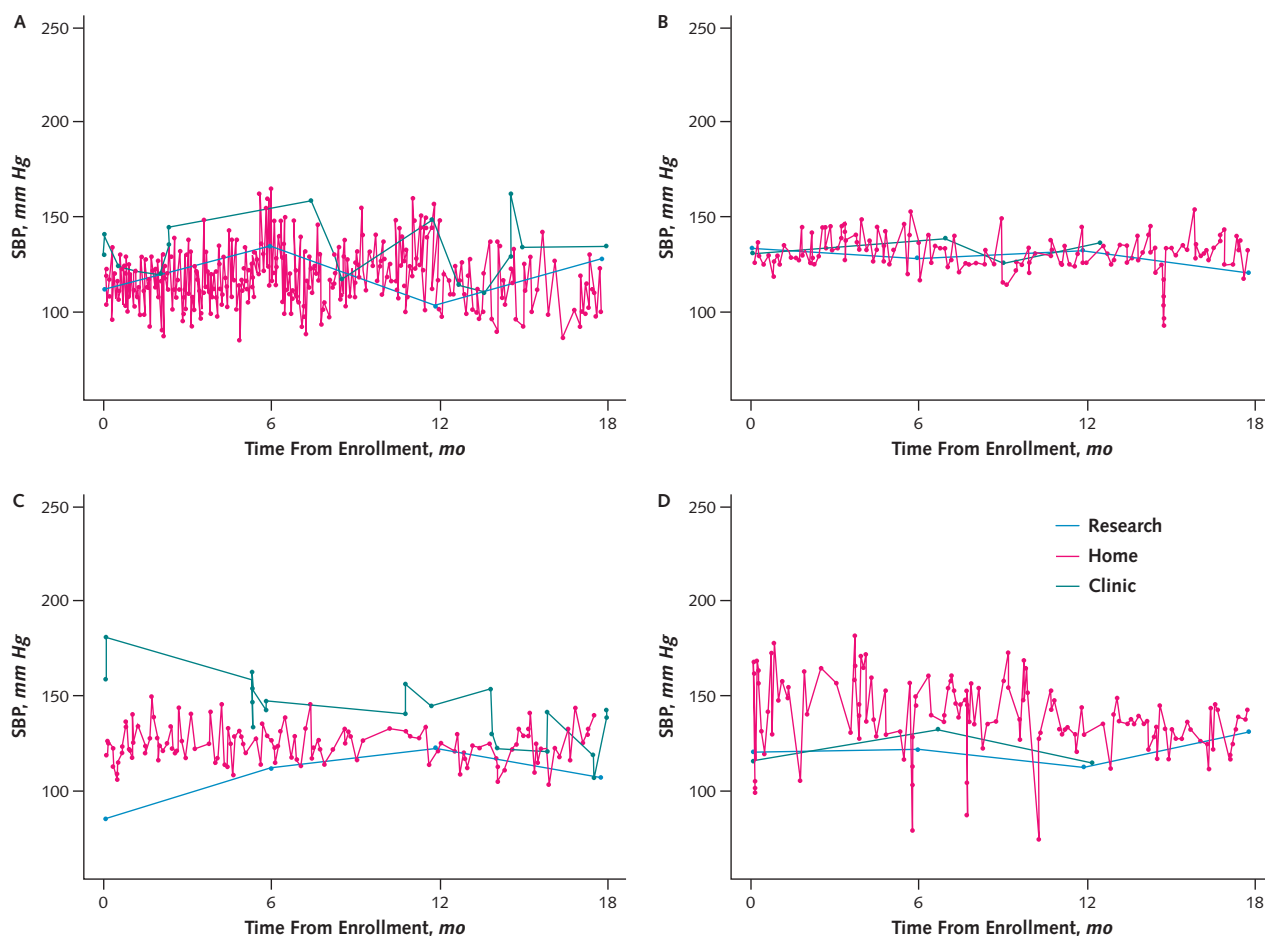 A
250
200
150
100
SBP, mm Hg
0
6
12
18
Time From Enrollment, mo
B
250
200
150
100
SBP, mm Hg
0
6
12
18
Time From Enrollment, mo
C
250
200
150
100
SBP, mm Hg
0
6
12
18
Time From Enrollment, mo
D
250
200
150
100
SBP, mm Hg
Research
Home
Clinic
0
6
12
18
Time From Enrollment, mo